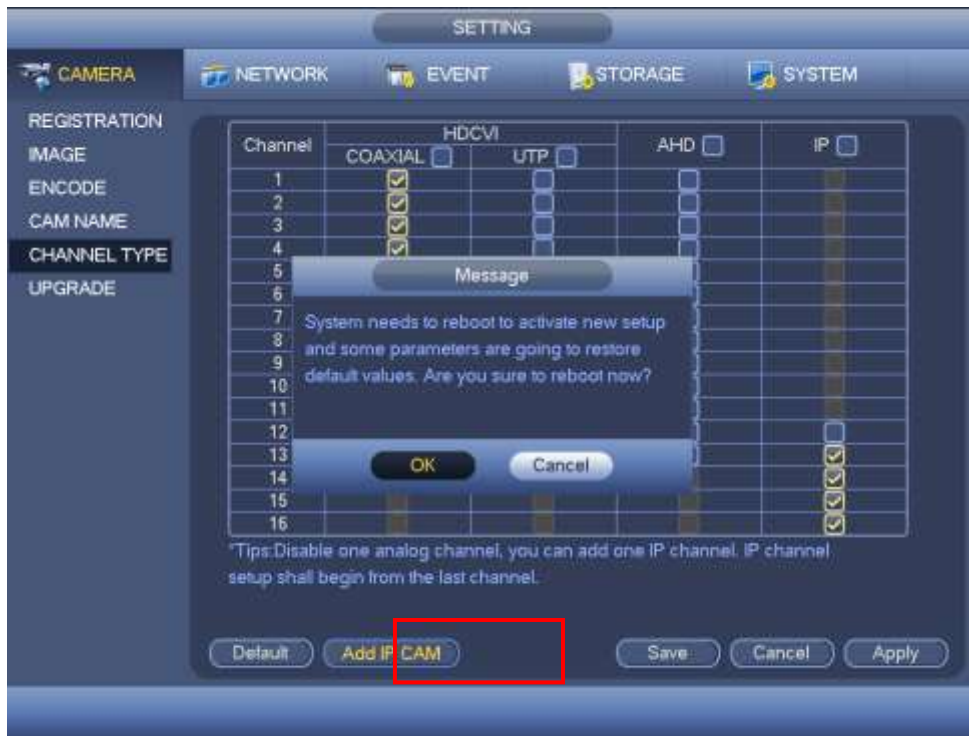 SETTING
CAMERA NETWORK EVENT STORAGE SYSTEM
REGISTRATION
IMAGE
ENCODE
CAM NAME
CHANNEL TYPE
UPGRADE
Channel HDCVI AHD IP
COAXIAL UTP
1
2
3
4
5
6
7
8
9
10
11
12
13
14
15
16
Message
System needs to reboot to activate new setup
and some parameters are going to restore
default values. Are you sure to reboot now?
OK Cancel
*Tips:Disable one analog channel, you can add one IP channel. IP channel
setup shall begin from the last channel.
Default Add IP CAM Save Cancel Apply